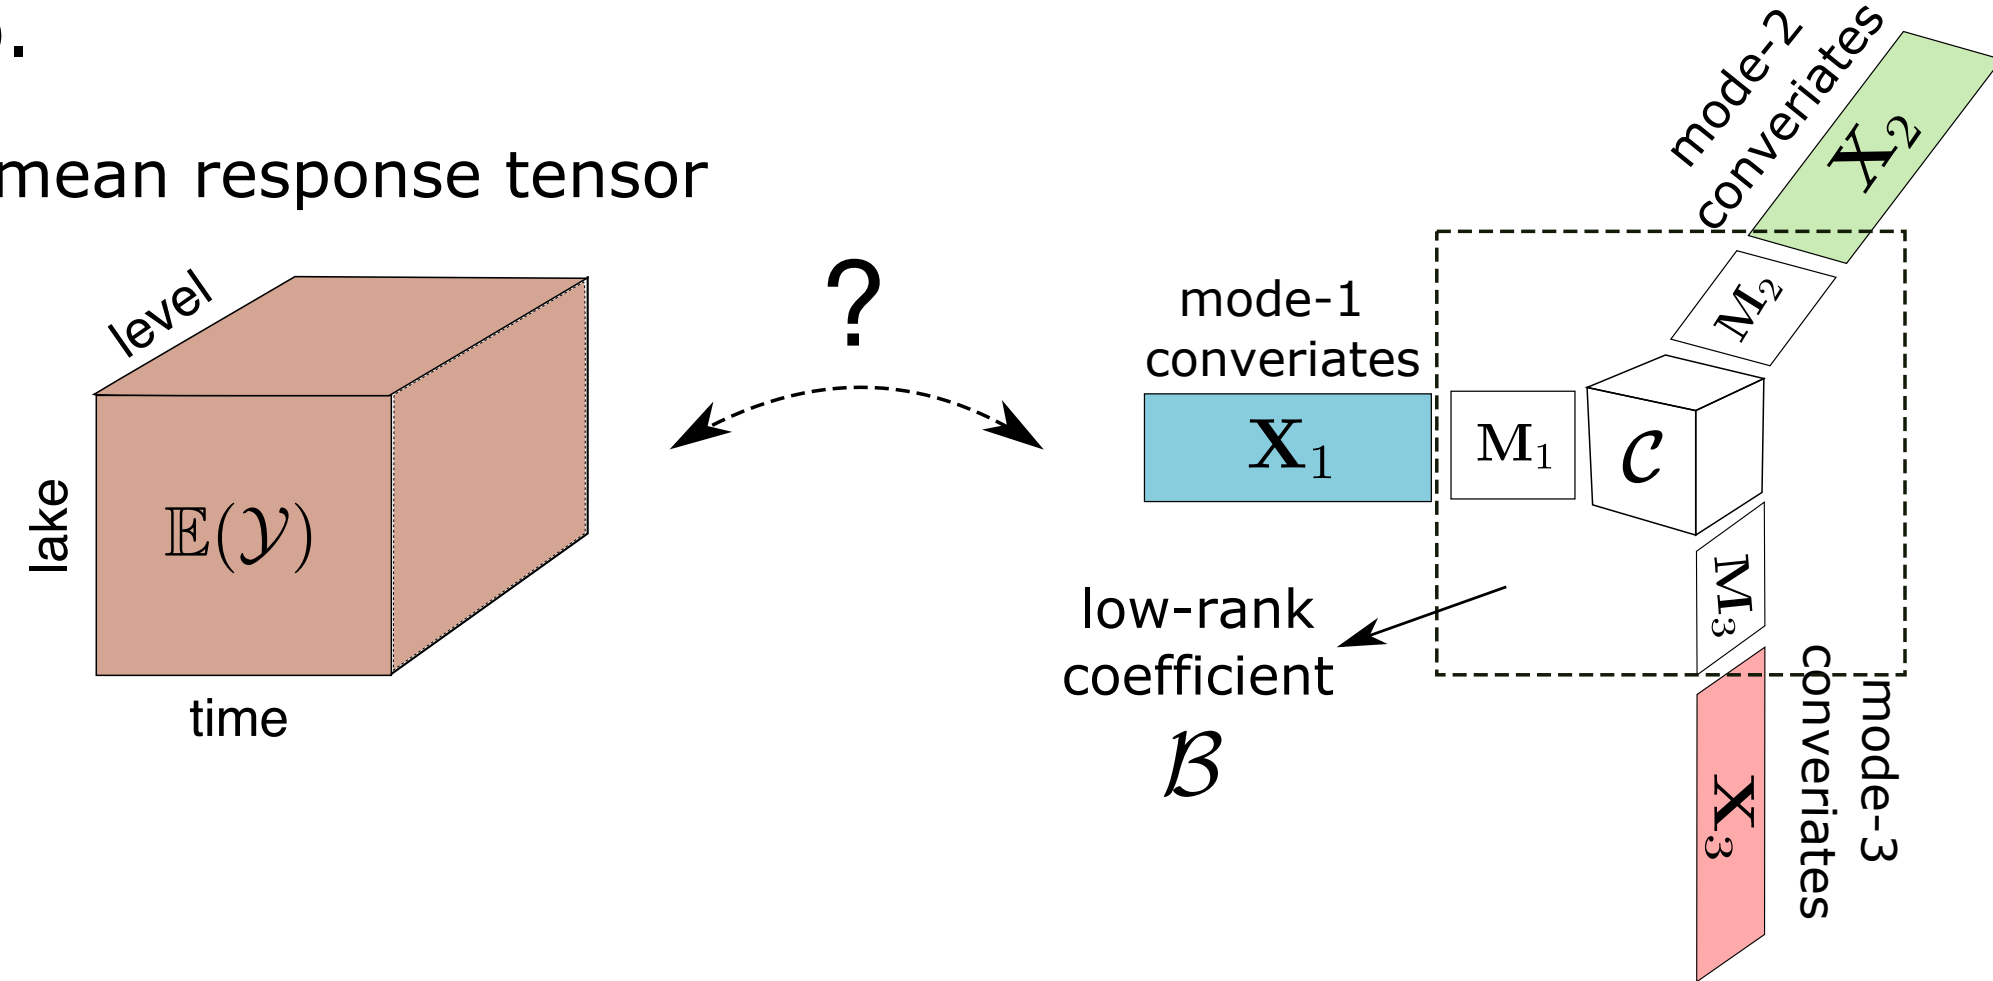 mean response tensor
level
lake
𝔼(𝒴)
time
?
mode-1
converiates
X₁
M₁
𝒞
mode-2
converiates
X₂
M₂
M₃
X₃
mode-3
converiates
low-rank
coefficient
ℬ